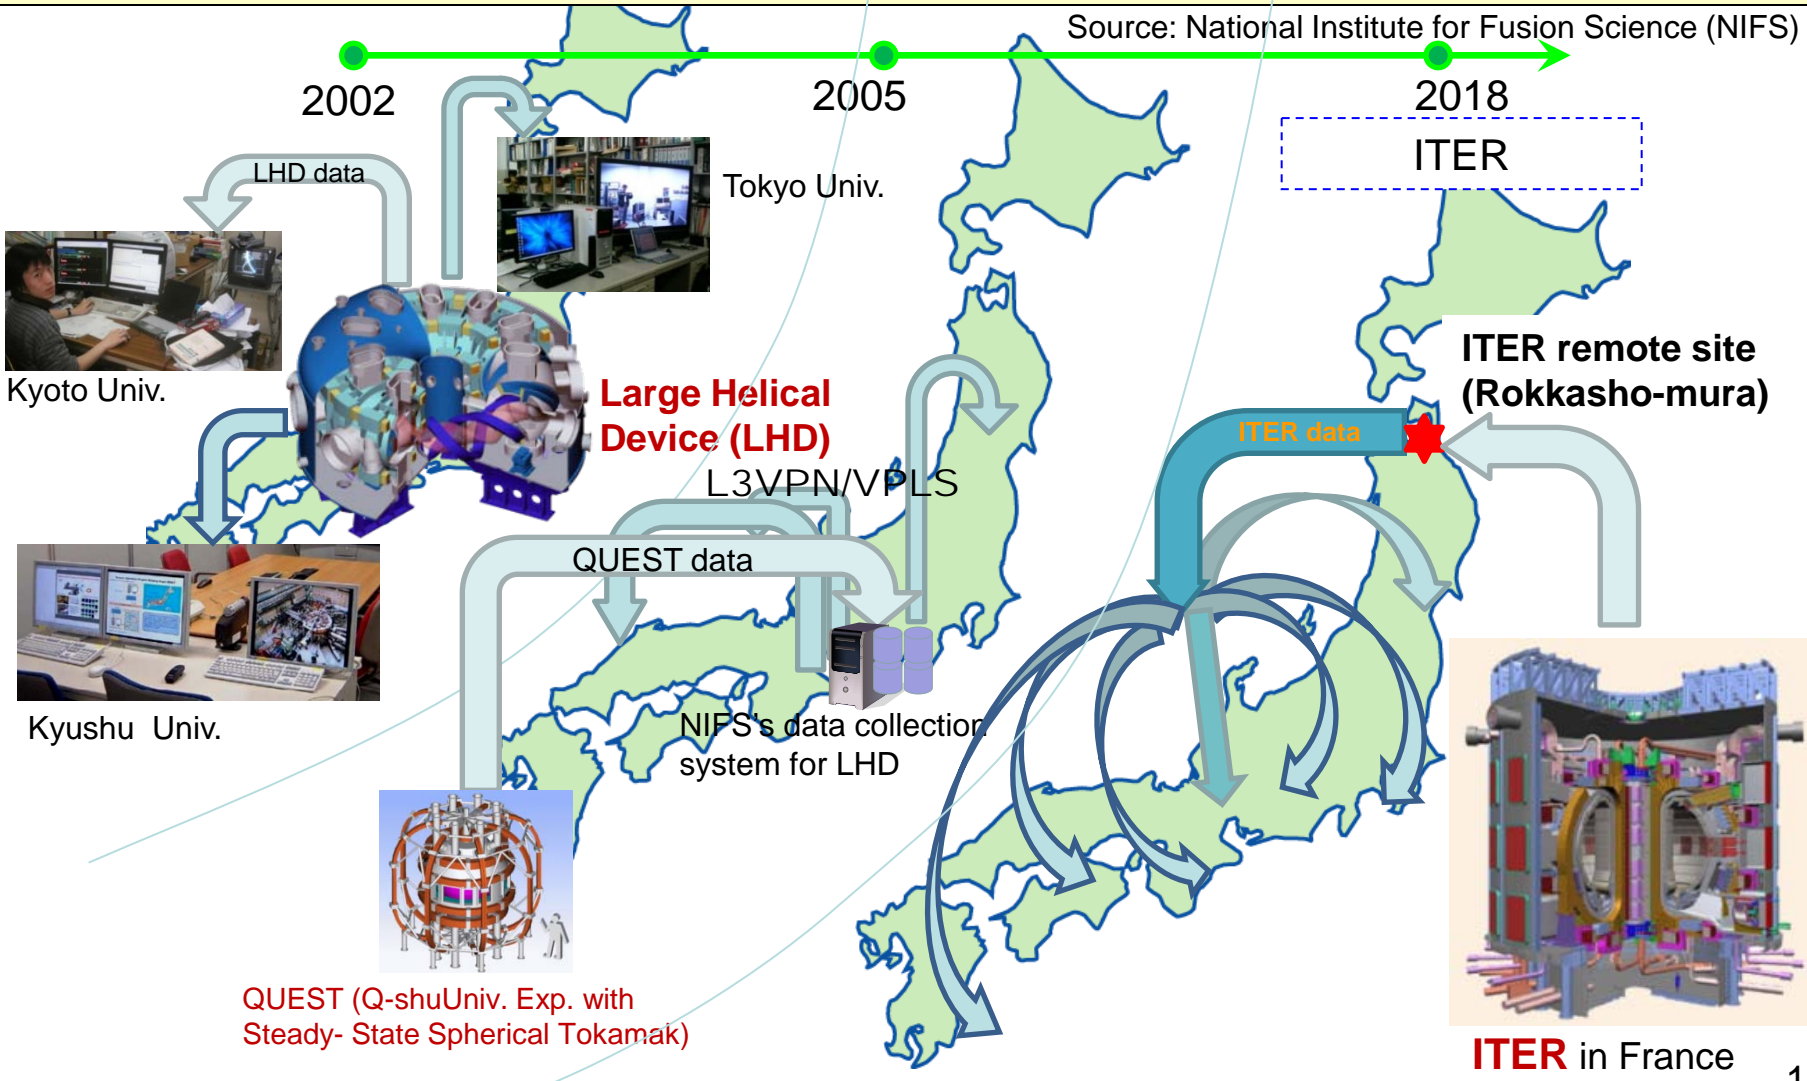 Source: National Institute for Fusion Science (NIFS)
2002
2005
2018
ITER
LHD data
Tokyo Univ.
Kyoto Univ.
Large Helical
Device (LHD)
ITER remote site
(Rokkasho-mura)
ITER data
L3VPN/VPLS
QUEST data
Kyushu  Univ.
NIFS's data collection
system for LHD
QUEST (Q-shuUniv. Exp. with
Steady- State Spherical Tokamak)
ITER in France
1